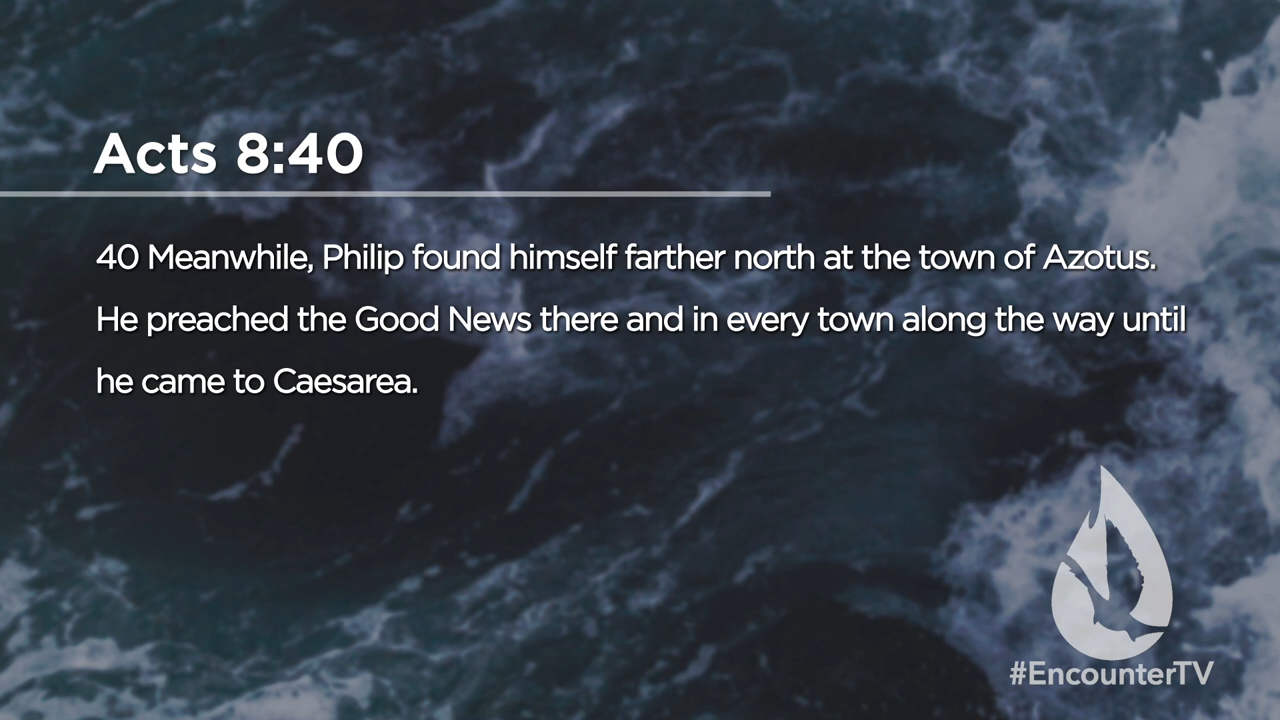 Acts 8:40
40 Meanwhile, Philip found himself farther north at the town of Azotus.
He preached the Good News there and in every town along the way until
he came to Caesarea.
#EncounterTV